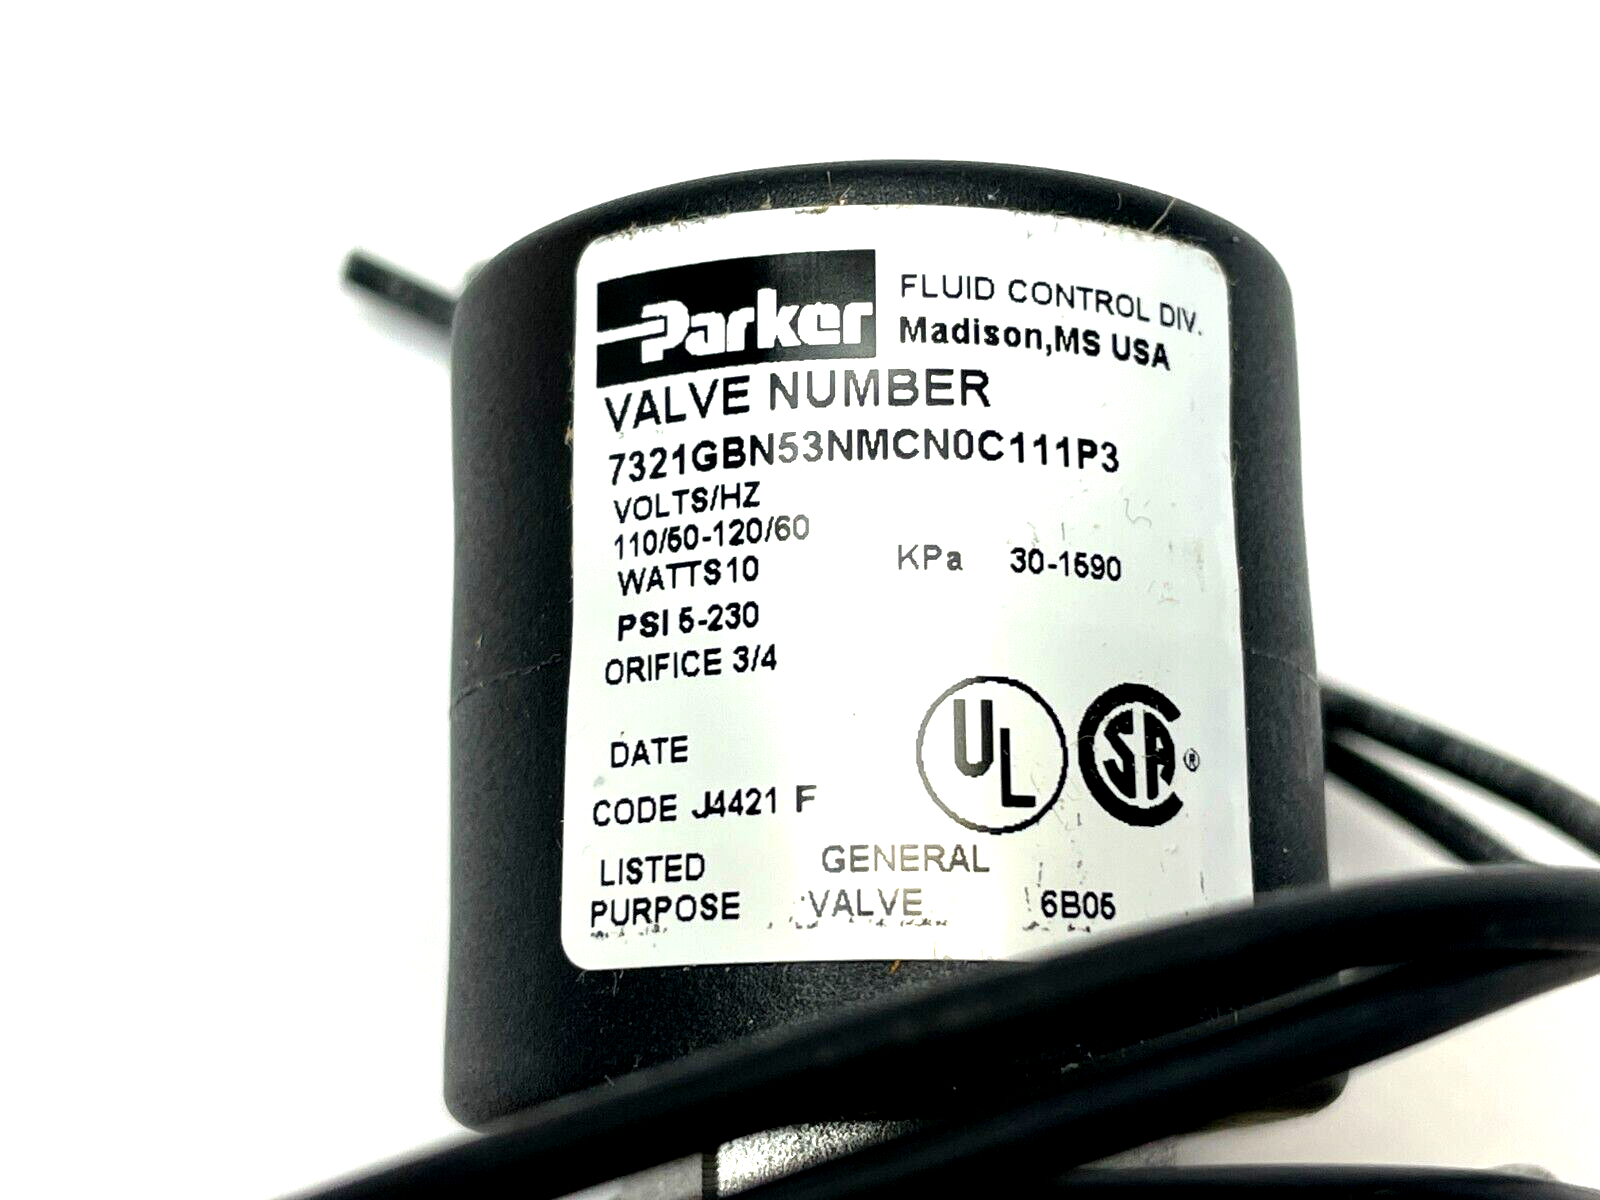 Parker
FLUID CONTROL DIV.
Madison,MS USA
VALVE NUMBER
7321GBN53NMCN0C111P3
VOLTS/HZ
110/50-120/60
WATTS10
KPa 30-1590
PSI 5-230
ORIFICE 3/4
DATE
CODE J4421 F
UL
SA ®
LISTED GENERAL
PURPOSE VALVE 6B05